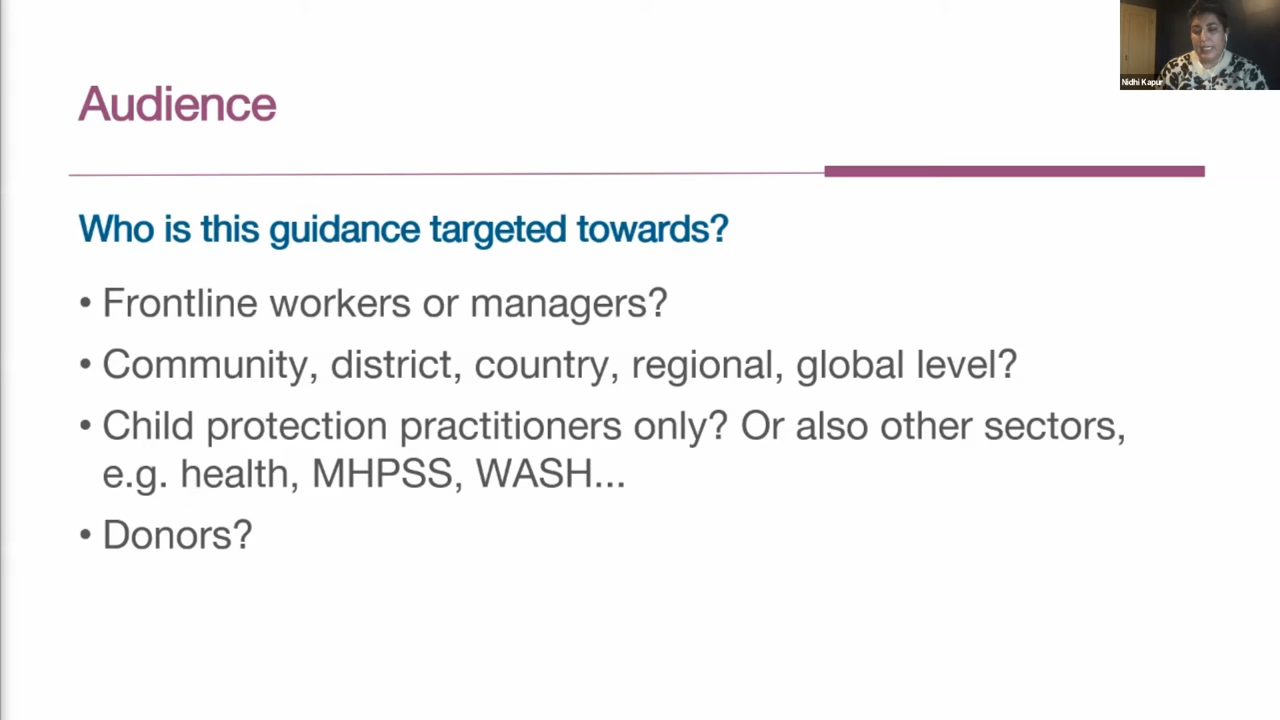 Nidhi Kapur
Audience
Who is this guidance targeted towards?
• Frontline workers or managers?
• Community, district, country, regional, global level?
• Child protection practitioners only? Or also other sectors,
e.g. health, MHPSS, WASH...
• Donors?